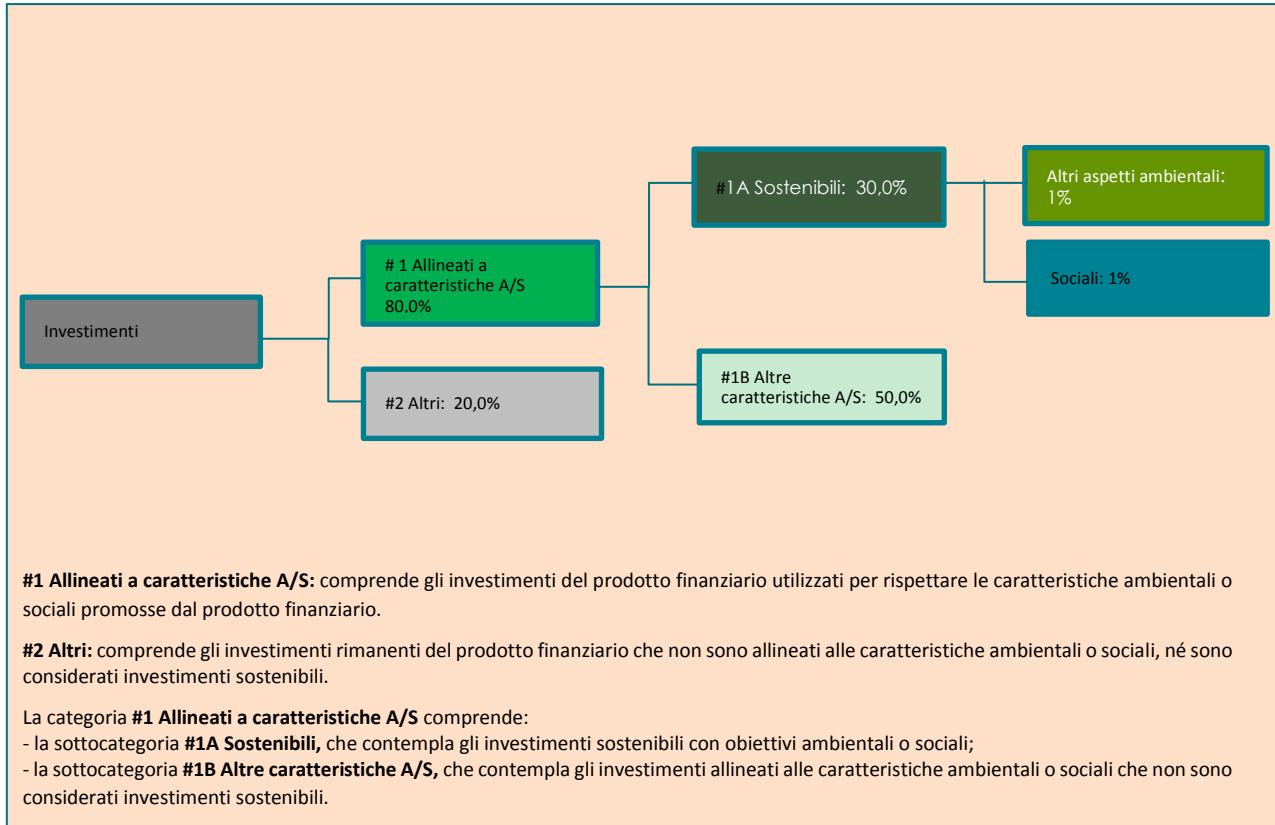 Investimenti
# 1 Allineati a
caratteristiche A/S
80,0%
#2 Altri: 20,0%
#1A Sostenibili: 30,0%
#1B Altre
caratteristiche A/S: 50,0%
Altri aspetti ambientali:
1%
Sociali: 1%
#1 Allineati a caratteristiche A/S: comprende gli investimenti del prodotto finanziario utilizzati per rispettare le caratteristiche ambientali o
sociali promosse dal prodotto finanziario.
#2 Altri: comprende gli investimenti rimanenti del prodotto finanziario che non sono allineati alle caratteristiche ambientali o sociali, né sono
considerati investimenti sostenibili.
La categoria #1 Allineati a caratteristiche A/S comprende:
- la sottocategoria #1A Sostenibili, che contempla gli investimenti sostenibili con obiettivi ambientali o sociali;
- la sottocategoria #1B Altre caratteristiche A/S, che contempla gli investimenti allineati alle caratteristiche ambientali o sociali che non sono
considerati investimenti sostenibili.